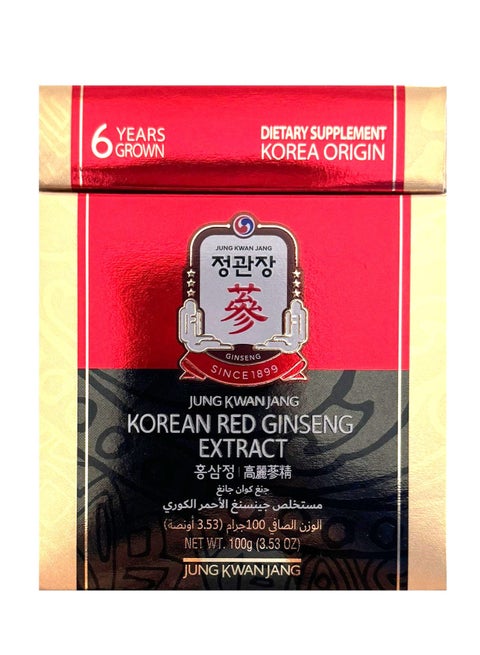 6 YEARS GROWN
DIETARY SUPPLEMENT
KOREA ORIGIN
JUNG KWAN JANG
정관장
蔘
GINSENG
SINCE 1899
JUNG KWAN JANG
KOREAN RED GINSENG
EXTRACT
홍삼정 | 高麗蔘精
جنغ كوان جانغ
مستخلص جينسنغ الأحمر الكوري
الوزن الصافي 100جرام (3.53 أونصة)
NET WT. 100g (3.53 OZ)
JUNG KWAN JANG